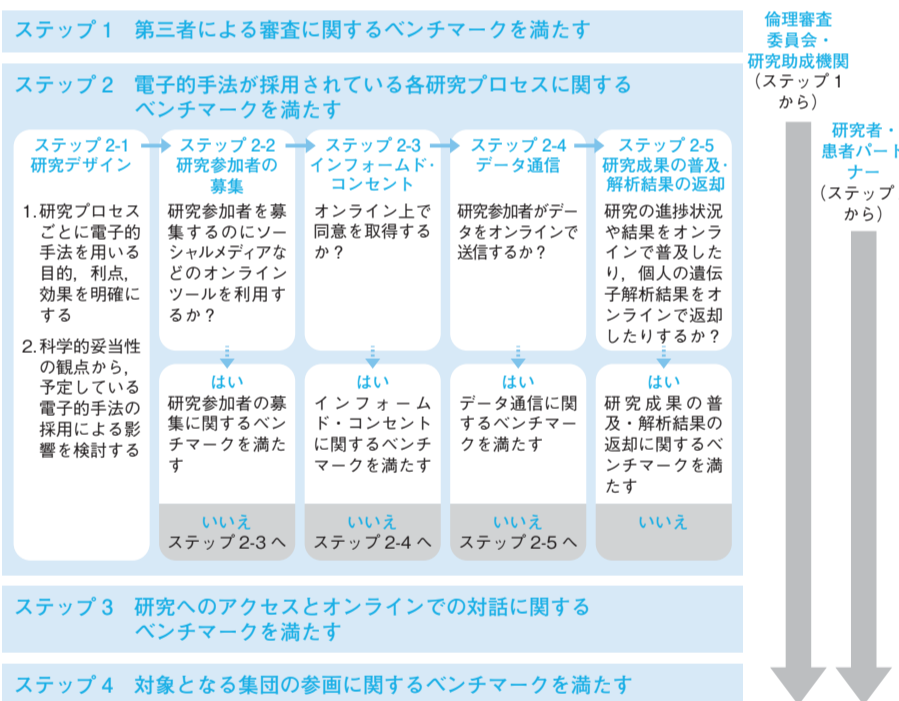 ステップ 1　第三者による審査に関するベンチマークを満たす
ステップ 2　電子的手法が採用されている各研究プロセスに関する
ベンチマークを満たす
ステップ 2-1
研究デザイン
1.研究プロセス
ごとに電子的
手法を用いる
目的，利点，
効果を明確に
する
2.科学的妥当性
の観点から，
予定している
電子的手法の
採用による影
響を検討する
ステップ 2-2
研究参加者の
募集
研究参加者を募
集するのにソー
シャルメディアな
どのオンライン
ツールを利用す
るか？
はい
研究参加者の募
集に関するベン
チマークを満た
す
いいえ
ステップ 2-3 へ
ステップ 2-3
インフォームド・
コンセント
オンライン上で
同意を取得する
か？
はい
インフォーム
ド・コンセント
に関するベンチ
マークを満たす
いいえ
ステップ 2-4 へ
ステップ 2-4
データ通信
研究参加者がデー
タをオンラインで
送信するか？
はい
データ通信に関
するベンチマー
クを満たす
いいえ
ステップ 2-5 へ
ステップ 2-5
研究成果の普及・
解析結果の返却
研究の進捗状況
や結果をオンラ
インで普及した
り，個人の遺伝
子解析結果をオ
ンラインで返却
したりするか？
はい
研究成果の普
及・解析結果の
返却に関するベ
ンチマークを満
たす
いいえ
ステップ 3　研究へのアクセスとオンラインでの対話に関する
ベンチマークを満たす
ステップ 4　対象となる集団の参画に関するベンチマークを満たす
倫理審査
委員会・
研究助成機関
（ステップ 1
から）
研究者・
患者パート
ナー
（ステップ
から）